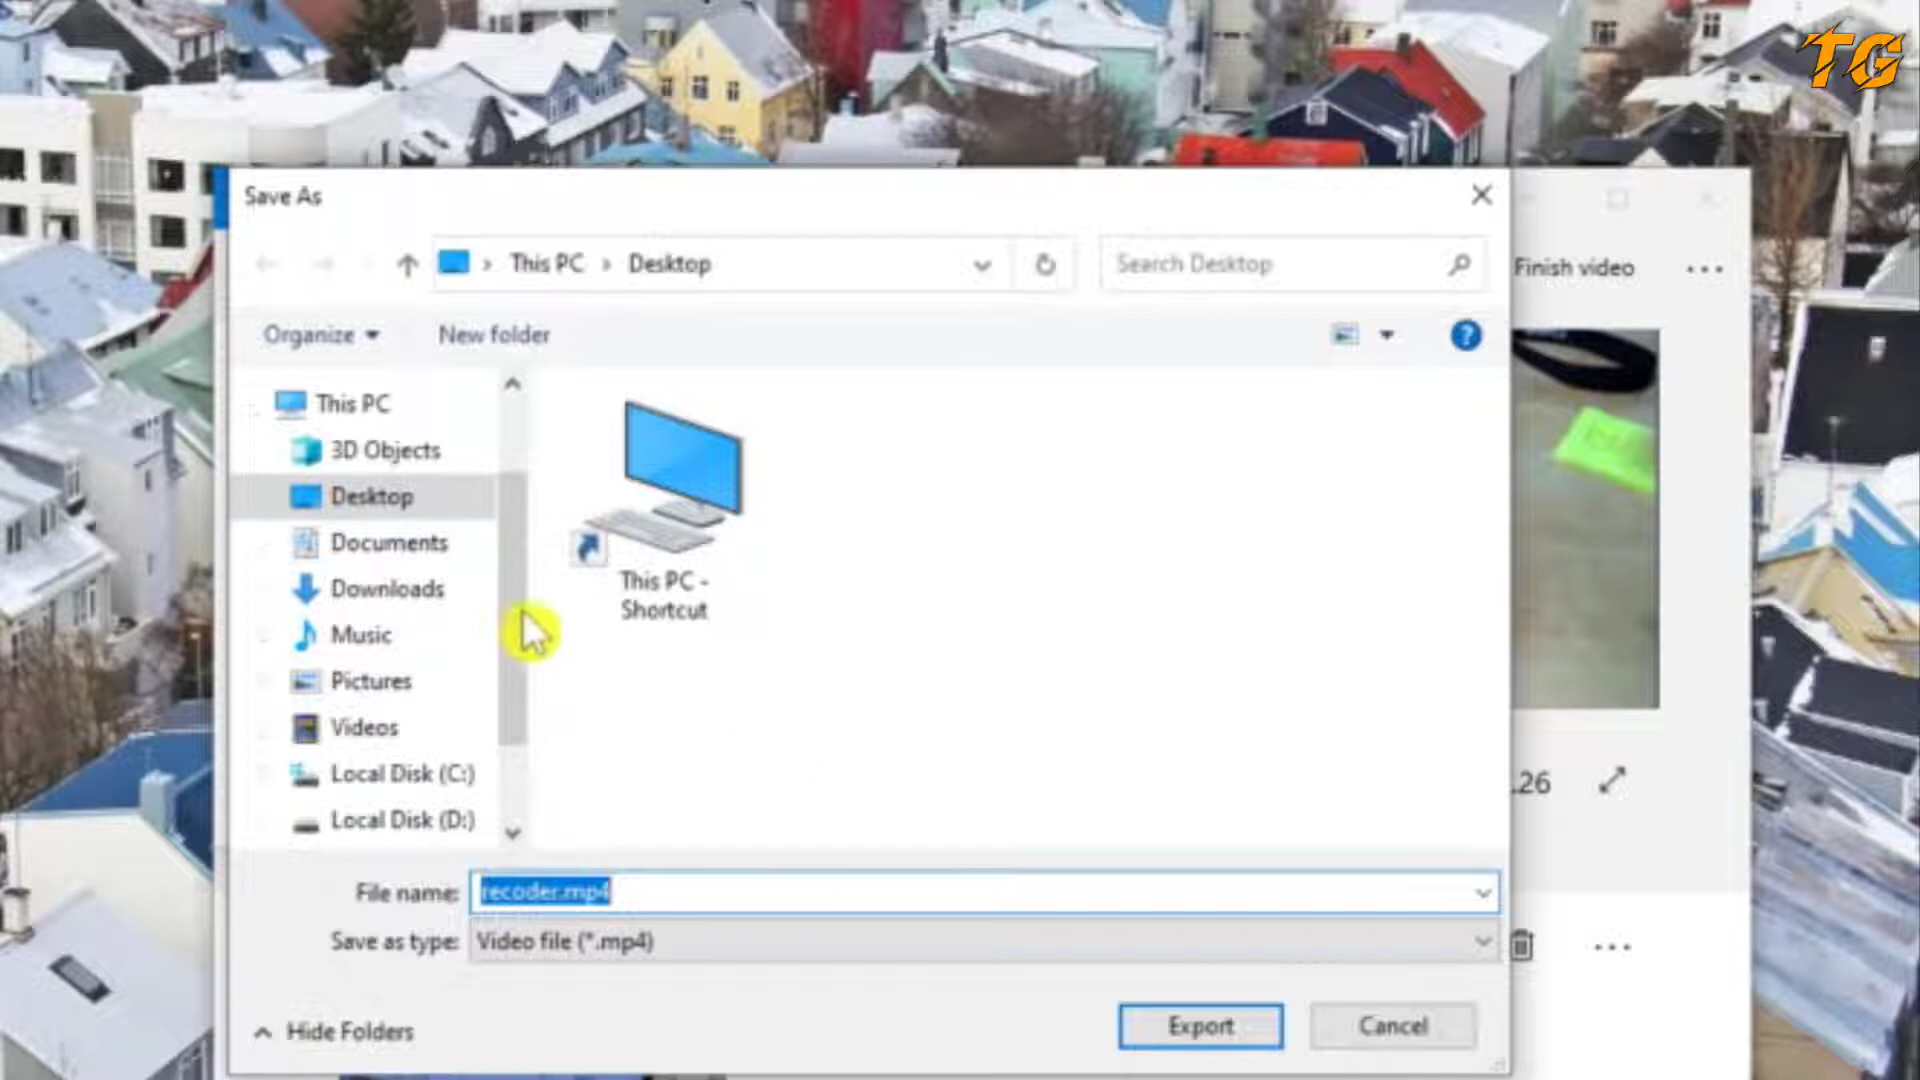 TG
Save As
This PC
Desktop
Search Desktop
Finish video
Organize
New folder
This PC
3D Objects
Desktop
Documents
Downloads
Music
Pictures
Videos
Local Disk (C:)
Local Disk (D:)
This PC -
Shortcut
.26
File name:
recoder.mp4
Save as type:
Video file (*.mp4)
Hide Folders
Export
Cancel